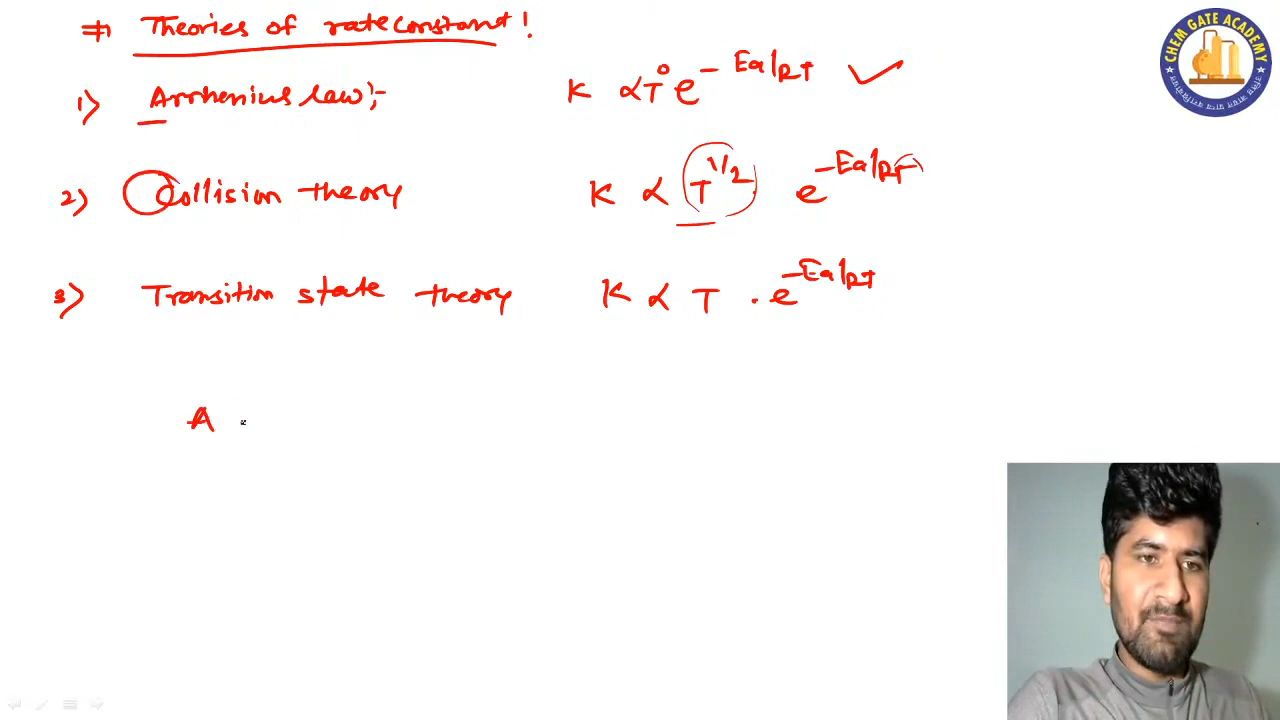 ⇒ Theories of rate constant!
1) Arrhenius law:- K ∝ T⁰ e^-Ea/RT ✓
2) Collision theory K ∝ T^1/2 e^-Ea/RT
3) Transition state theory K ∝ T . e^-Ea/RT
A
CHEM GATE ACADEMY